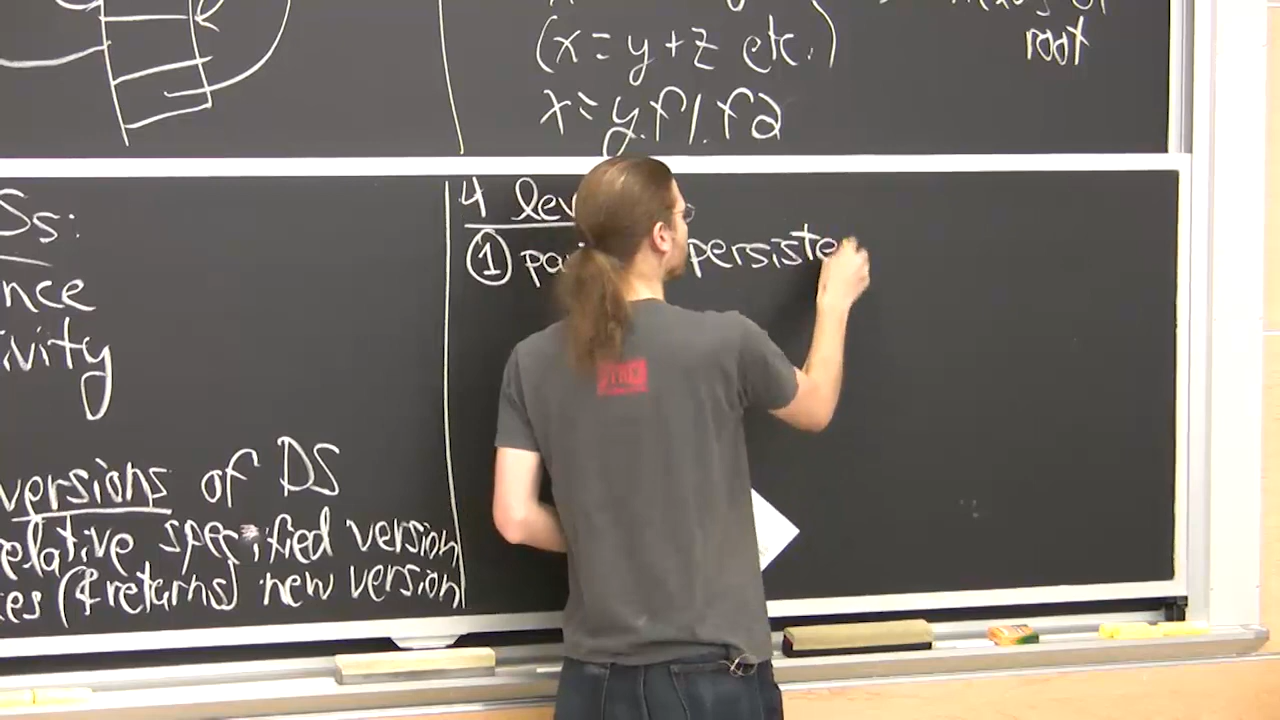 (x=y+z etc.)
root
x=y.f1.f2
Ss:
nce
ivity
versions of DS
elative specified version
es (& returns) new version
4 lev
① pa persiste